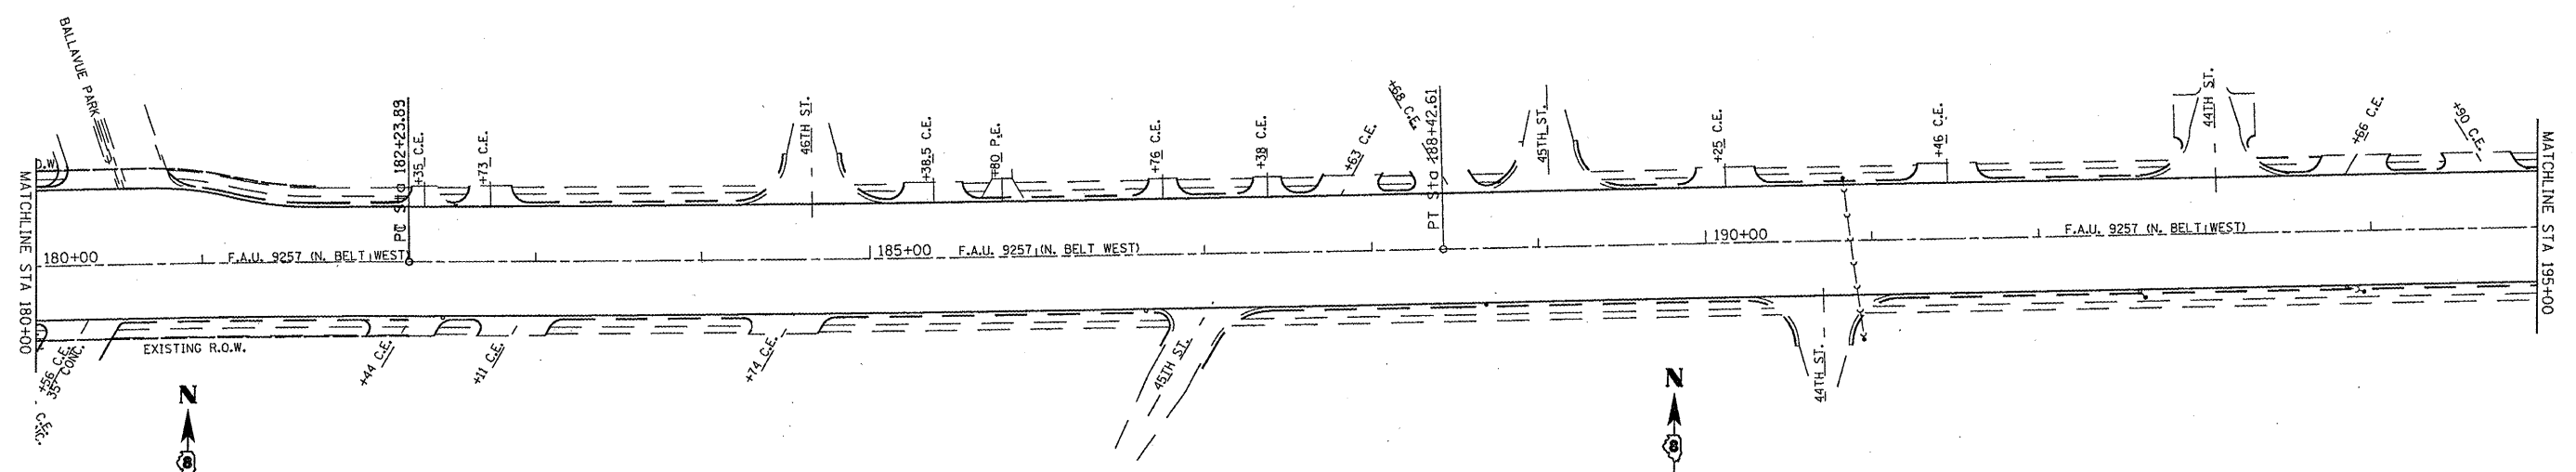 BALLAVUE PARK
O.W
MATCHLINE STA 180+00
180+00
F.A.U. 9257 (N. BELT WEST)
Sta 182+23.89
+35 C.E.
+73 C.E.
46TH ST.
+38.5 C.E.
+80 P.E.
+76 C.E.
+38 C.E.
+63 C.E.
+68 C.E.
PT Sta 188+42.61
45TH ST.
+25 C.E.
+46 C.E.
44TH ST.
+66 C.E.
+90 C.E.
MATCHLINE STA 195+00
185+00
F.A.U. 9257 (N. BELT WEST)
190+00
F.A.U. 9257 (N. BELT WEST)
+56 C.E.
35' CONC.
C.E.
EXISTING R.O.W.
+44 C.E.
+11 C.E.
+74 C.E.
45TH ST.
44TH ST.
N
8
N
8